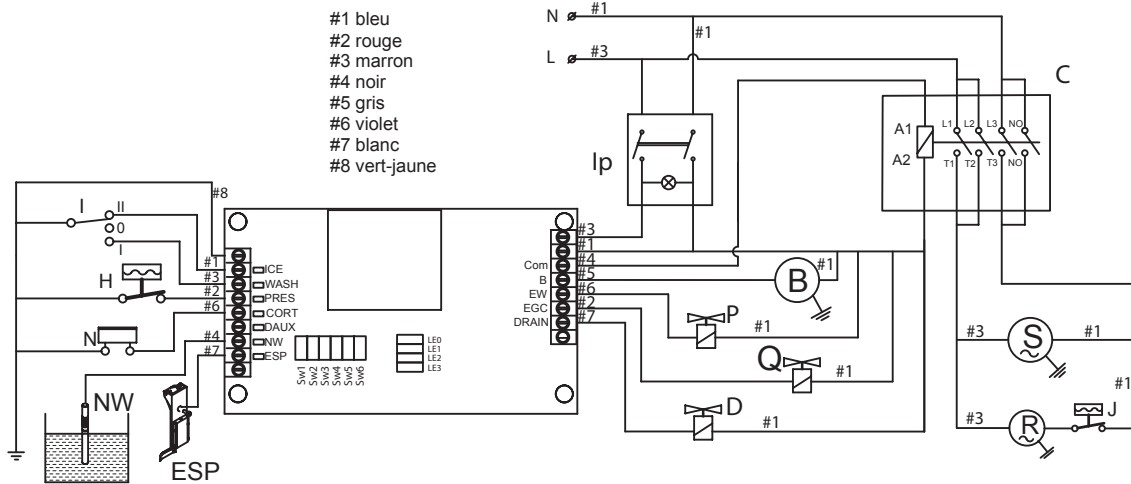 #1 bleu
#2 rouge
#3 marron
#4 noir
#5 gris
#6 violet
#7 blanc
#8 vert-jaune
N #1
L #3
#1
C
A1
A2
L1 L2 L3 NO
T1 T2 T3 NO
Ip
#8
I
II
0
I
H
N
#1
#3
#2
#6
#4
#7
ICE
WASH
PRES
CORT
DAUX
NW
ESP
Sw1
Sw2
Sw3
Sw4
Sw5
Sw6
LE0
LE1
LE2
LE3
Com
B
EW
EGC
DRAIN
#3
#1
#4
#5
#6
#2
#7
B #1
P #1
Q #1
D #1
#3 S #1
#3 R J #1
NW
ESP